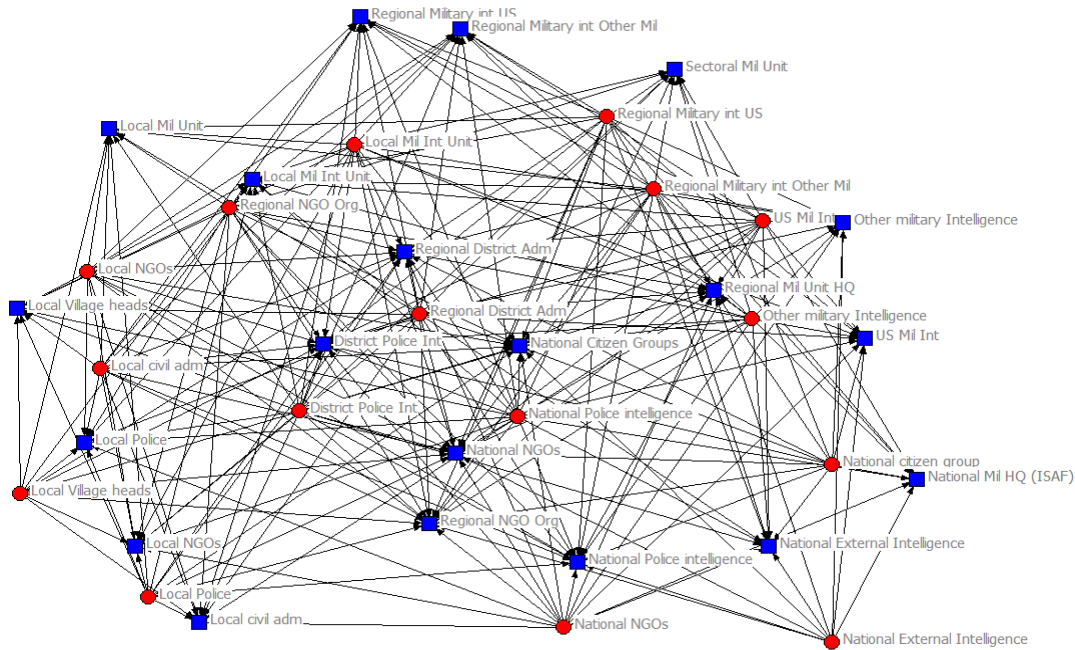 Regional Military int US
Regional Military int Other Mil
Sectoral Mil Unit
Regional Military int US
Local Mil Unit
Local Mil Int Unit
Local Mil Int Unit
Regional Military int Other Mil
Regional NGO Org
US Mil Int
Other military Intelligence
Regional District Adm
Local NGOs
Regional Mil Unit HQ
Local Village heads
Regional District Adm
Other military Intelligence
District Police Int
National Citizen Groups
US Mil Int
Local civil adm
District Police Int
National Police intelligence
Local Police
National NGOs
National citizen group
National Mil HQ (ISAF)
Local Village heads
Regional NGO Org
Local NGOs
National External Intelligence
National Police intelligence
Local Police
Local civil adm
National NGOs
National External Intelligence